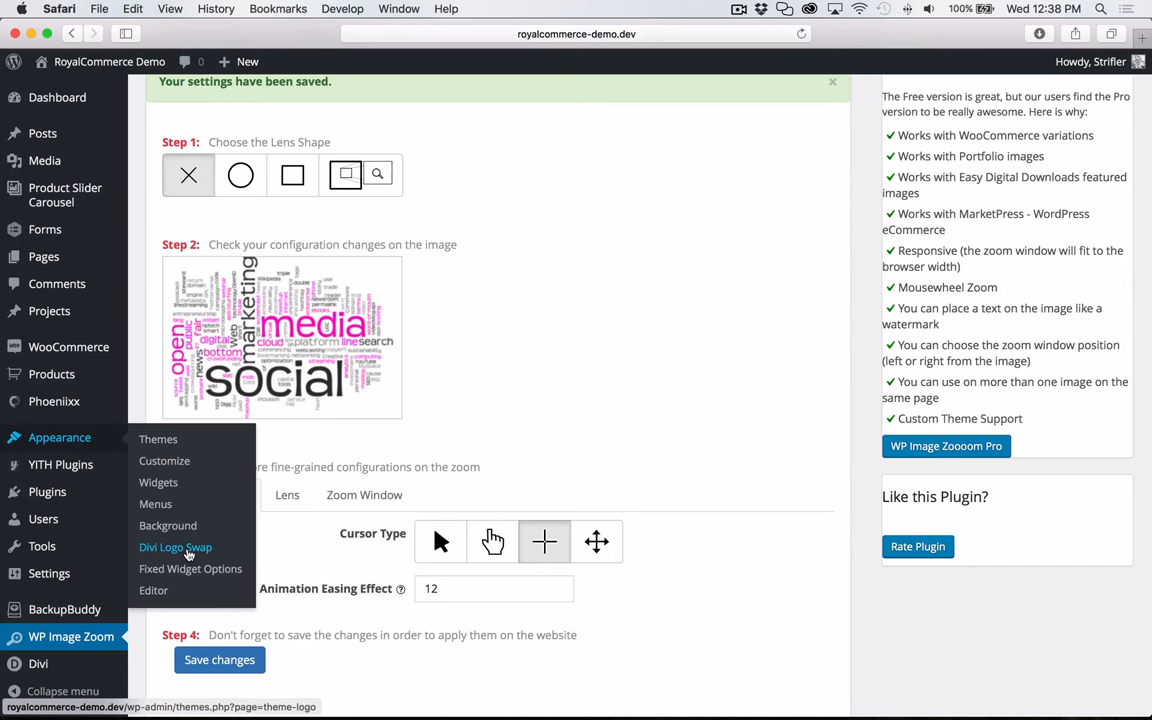 Safari File Edit View History Bookmarks Develop Window Help 100% Wed 12:38 PM
royalcommerce-demo.dev
RoyalCommerce Demo 0 + New Howdy, Strifler
Dashboard
Posts
Media
Product Slider
Carousel
Forms
Pages
Comments
Projects
WooCommerce
Products
Phoeniixx
Appearance
YITH Plugins
Plugins
Users
Tools
Settings
BackupBuddy
WP Image Zoom
Divi
Collapse menu
Themes
Customize
Widgets
Menus
Background
Divi Logo Swap
Fixed Widget Options
Editor
Your settings have been saved. ×
Step 1: Choose the Lens Shape
Step 2: Check your configuration changes on the image
marketing
media
open
public
news
fair
web
digital
bottom
cloud platform line search
social
re fine-grained configurations on the zoom
Lens Zoom Window
Cursor Type
Animation Easing Effect ? 12
Step 4: Don't forget to save the changes in order to apply them on the website
Save changes
The Free version is great, but our users find the Pro
version to be really awesome. Here is why:
✔ Works with WooCommerce variations
✔ Works with Portfolio images
✔ Works with Easy Digital Downloads featured
images
✔ Works with MarketPress - WordPress
eCommerce
✔ Responsive (the zoom window will fit to the
browser width)
✔ Mousewheel Zoom
✔ You can place a text on the image like a
watermark
✔ You can choose the zoom window position
(left or right from the image)
✔ You can use on more than one image on the
same page
✔ Custom Theme Support
WP Image Zoooom Pro
Like this Plugin?
Rate Plugin
royalcommerce-demo.dev/wp-admin/themes.php?page=theme-logo